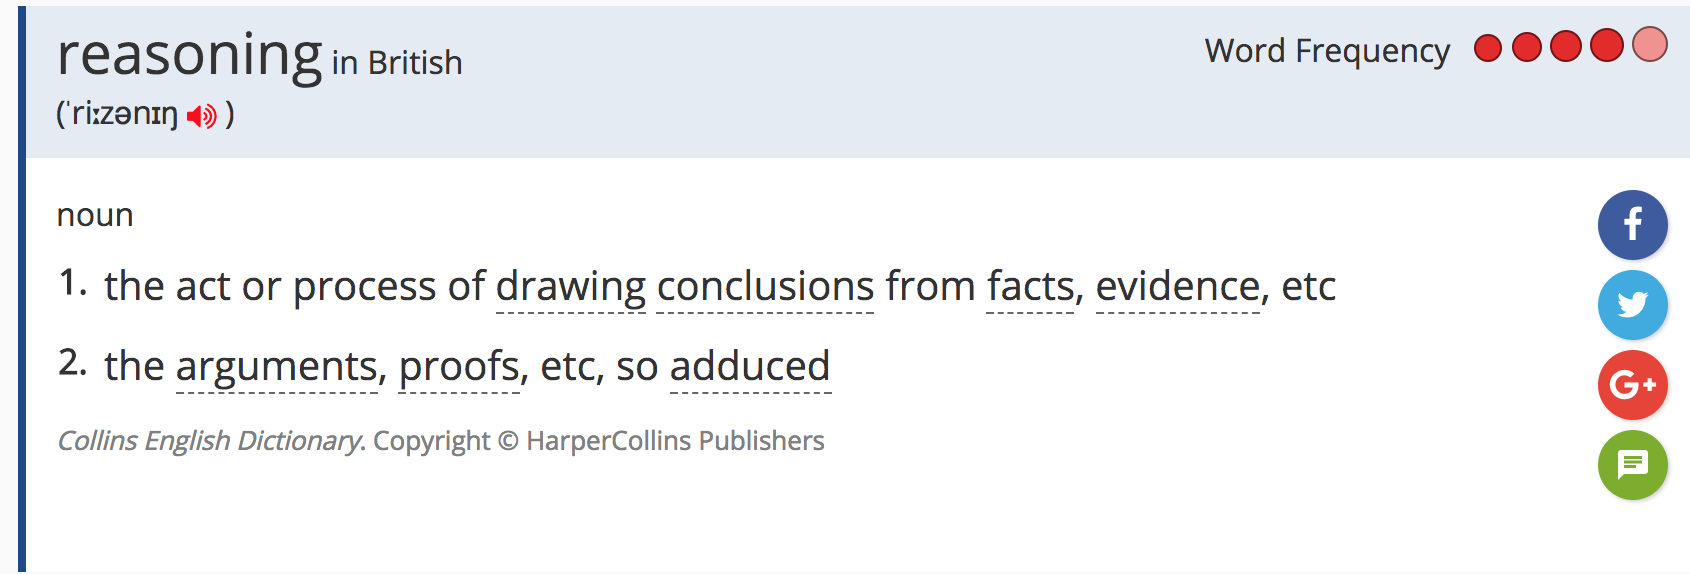 reasoning in British
Word Frequency
(ˈriːzənɪŋ )
noun
1. the act or process of drawing conclusions from facts, evidence, etc
2. the arguments, proofs, etc, so adduced
Collins English Dictionary. Copyright © HarperCollins Publishers
f
G+